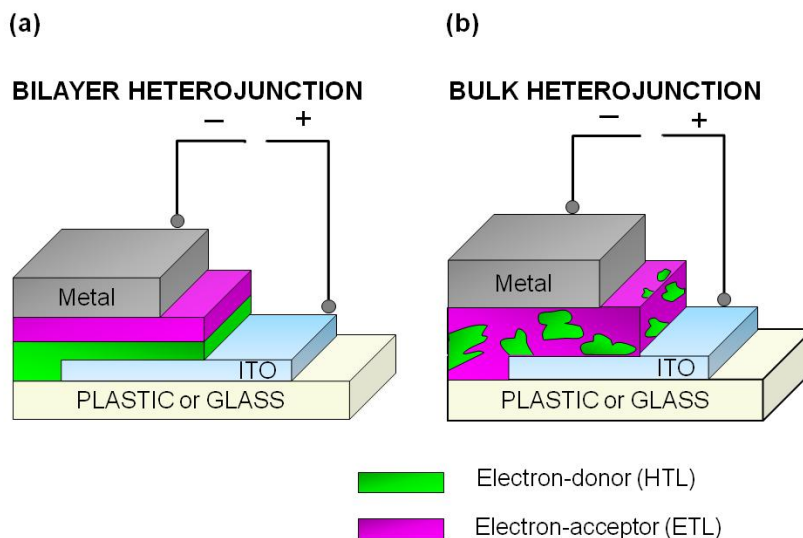 (a)
BILAYER HETEROJUNCTION
– +
Metal
ITO
PLASTIC or GLASS
(b)
BULK HETEROJUNCTION
– +
Metal
ITO
PLASTIC or GLASS
Electron-donor (HTL)
Electron-acceptor (ETL)